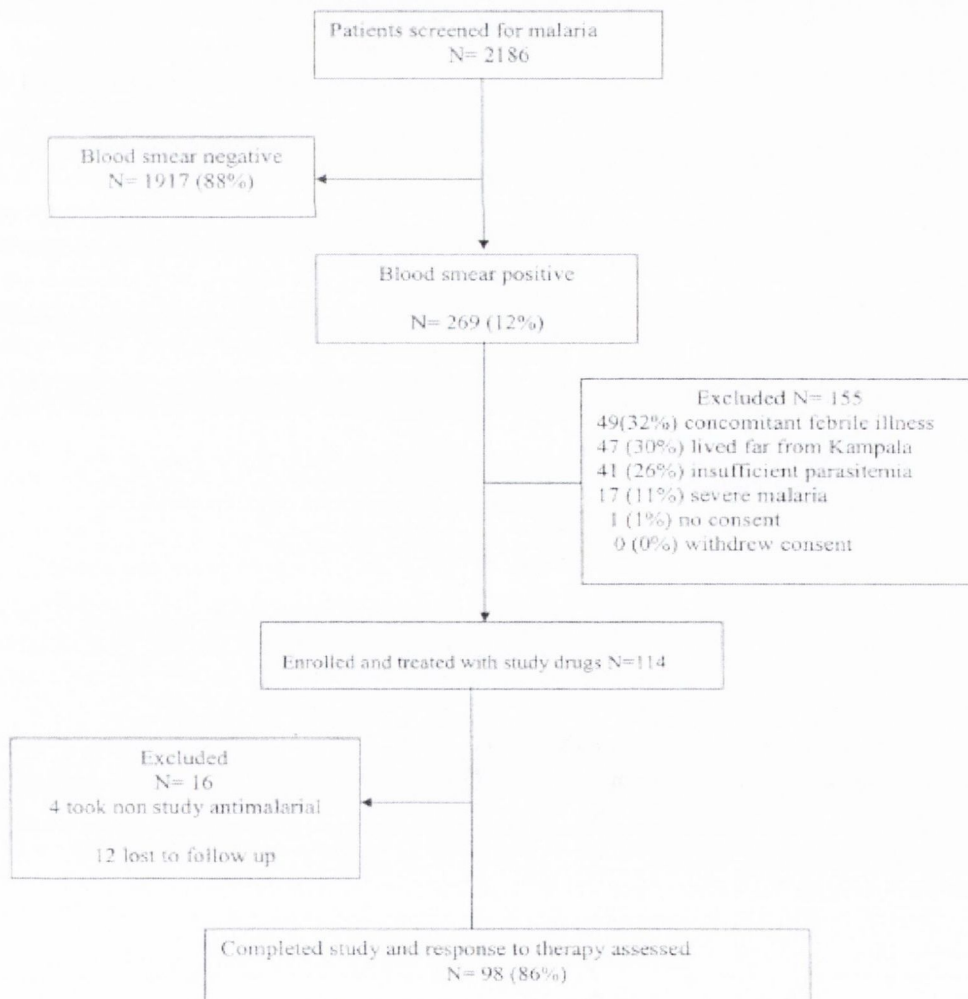 Patients screened for malaria
N= 2186
Blood smear negative
N= 1917 (88%)
Blood smear positive
N= 269 (12%)
Excluded N= 155
49(32%) concomitant febrile illness
47 (30%) lived far from Kampala
41 (26%) insufficient parasitemia
17 (11%) severe malaria
1 (1%) no consent
0 (0%) withdrew consent
Enrolled and treated with study drugs N=114
Excluded
N= 16
4 took non study antimalarial
12 lost to follow up
Completed study and response to therapy assessed
N= 98 (86%)